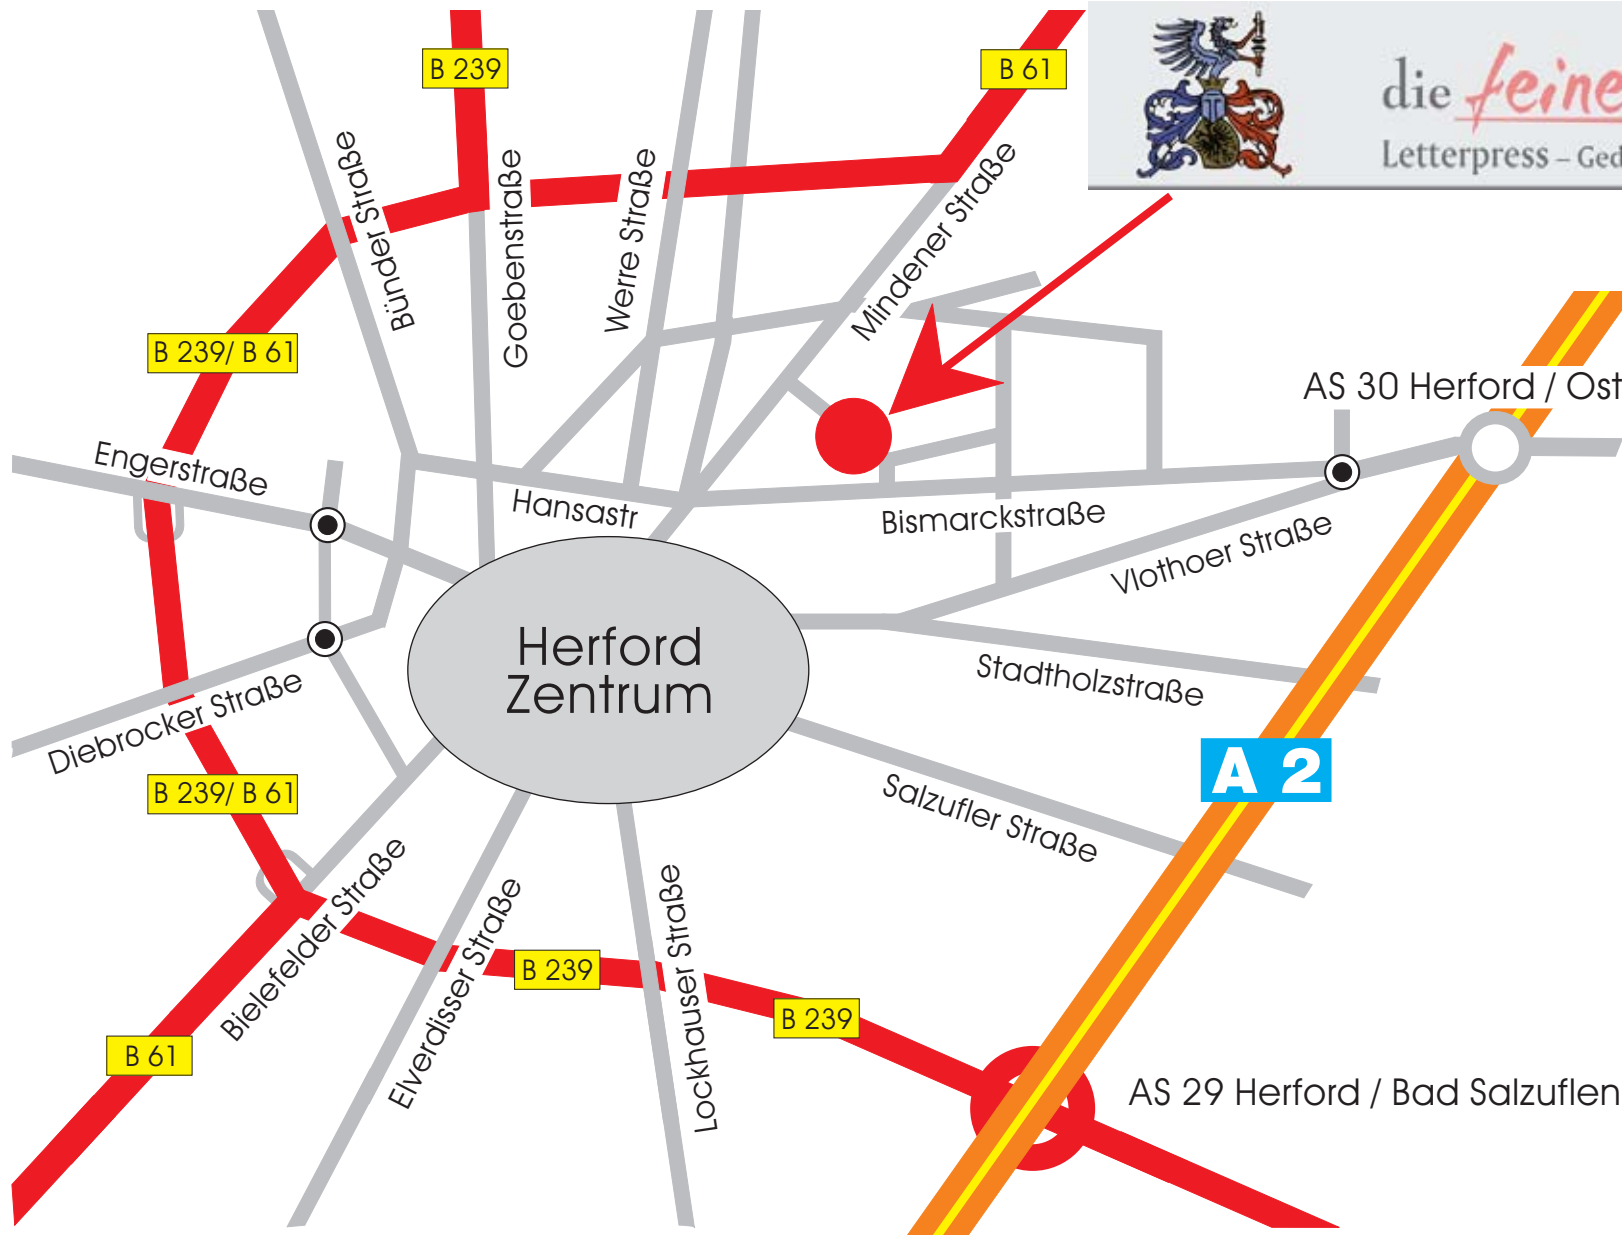 B 239
B 61
die feine
Letterpress – Ged
Bünder Straße
Goebenstraße
Werre Straße
Mindener Straße
B 239/ B 61
AS 30 Herford / Ost
Engerstraße
Hansastr
Bismarckstraße
Vlothoer Straße
Herford
Zentrum
Stadtholzstraße
Diebrocker Straße
A 2
B 239/ B 61
Salzufler Straße
Bielefelder Straße
Elverdisser Straße
Lockhauser Straße
B 239
B 239
B 61
AS 29 Herford / Bad Salzuflen